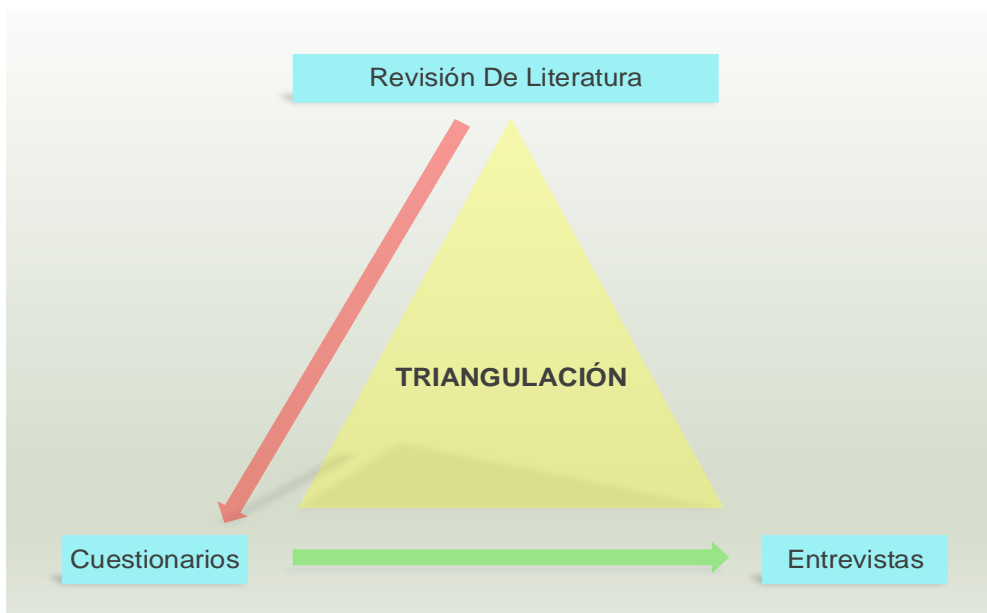 Revisión De Literatura
TRIANGULACIÓN
Cuestionarios
Entrevistas